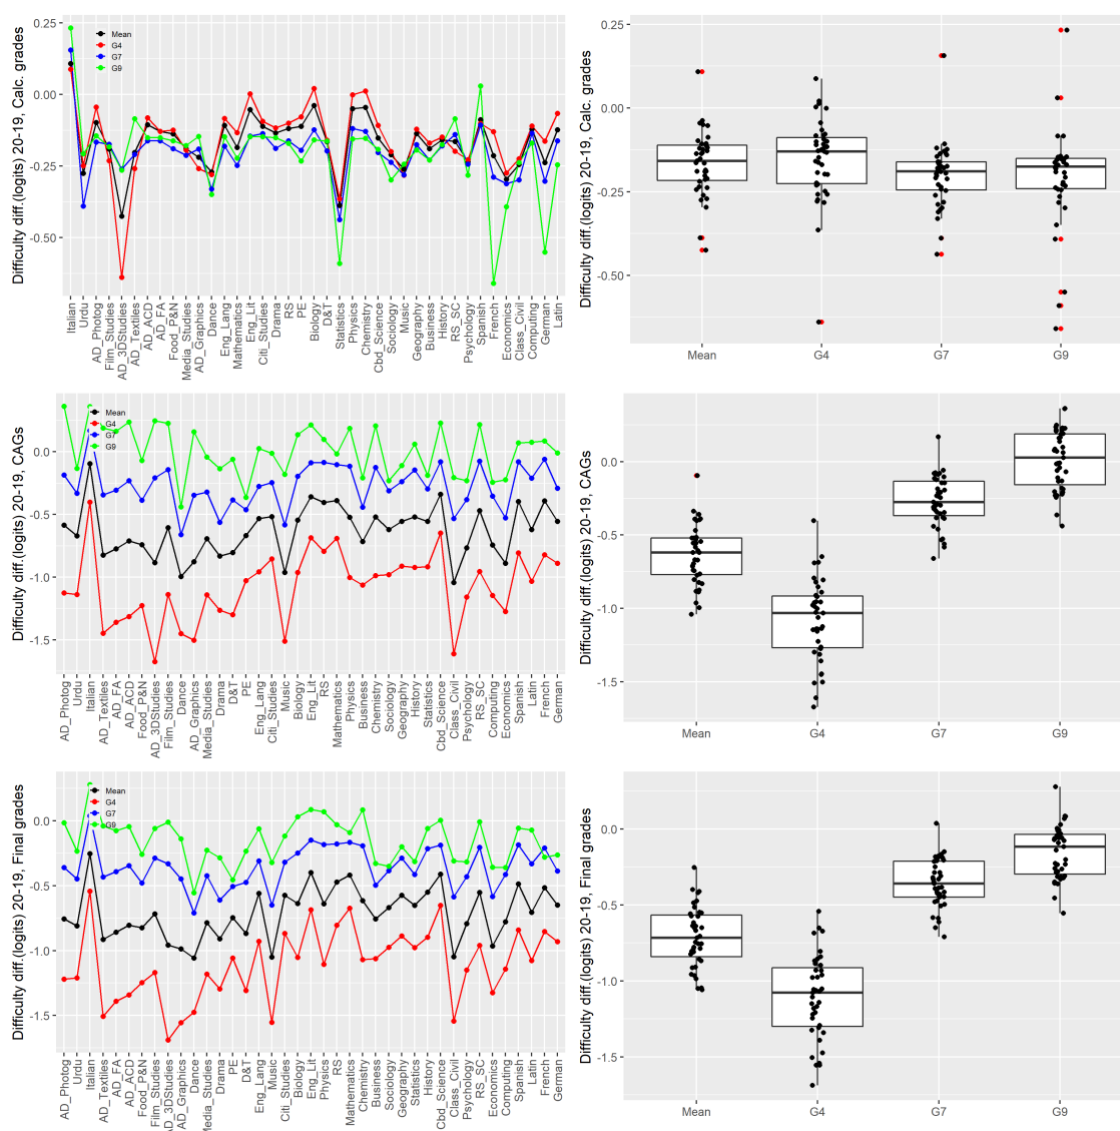 Difficulty diff.(logits) 20-19, Calc. grades
0.25
0.00
-0.25
-0.50
Mean
G4
G7
G9
Italian
Urdu
AD_Photog
Film_Studies
AD_3DStudies
AD_Textiles
AD_ACD
AD_FA
Food_P&N
Media_Studies
AD_Graphics
Dance
Eng_Lang
Mathematics
Eng_Lit
Citi_Studies
Drama
RS
PE
Biology
D&T
Statistics
Physics
Chemistry
Cbd_Science
Sociology
Music
Geography
Business
History
RS_SC
Psychology
Spanish
French
Economics
Class_Civil
Computing
German
Latin
Difficulty diff.(logits) 20-19, Calc. grades
0.25
0.00
-0.25
-0.50
Mean
G4
G7
G9
Difficulty diff.(logits) 20-19, CAGs
0.0
-0.5
-1.0
-1.5
Mean
G4
G7
G9
AD_Photog
Urdu
Italian
AD_Textiles
AD_FA
AD_ACD
Food_P&N
AD_3DStudies
Film_Studies
Dance
AD_Graphics
Media_Studies
Drama
D&T
PE
Eng_Lang
Citi_Studies
Music
Biology
Eng_Lit
RS
Mathematics
Physics
Business
Chemistry
Sociology
Geography
History
Statistics
Cbd_Science
Class_Civil
Psychology
RS_SC
Computing
Economics
Spanish
Latin
French
German
Difficulty diff.(logits) 20-19, CAGs
0.0
-0.5
-1.0
-1.5
Mean
G4
G7
G9
Difficulty diff.(logits) 20-19, Final grades
0.0
-0.5
-1.0
-1.5
Mean
G4
G7
G9
AD_Photog
Urdu
Italian
AD_Textiles
AD_FA
AD_ACD
Food_P&N
Film_Studies
AD_3DStudies
AD_Graphics
Dance
Media_Studies
Drama
PE
D&T
Eng_Lang
Music
Citi_Studies
Biology
Eng_Lit
Physics
RS
Mathematics
Chemistry
Business
Sociology
Geography
Statistics
History
Cbd_Science
Class_Civil
Psychology
RS_SC
Economics
Computing
Spanish
Latin
French
German
Difficulty diff.(logits) 20-19, Final grades
0.0
-0.5
-1.0
-1.5
Mean
G4
G7
G9